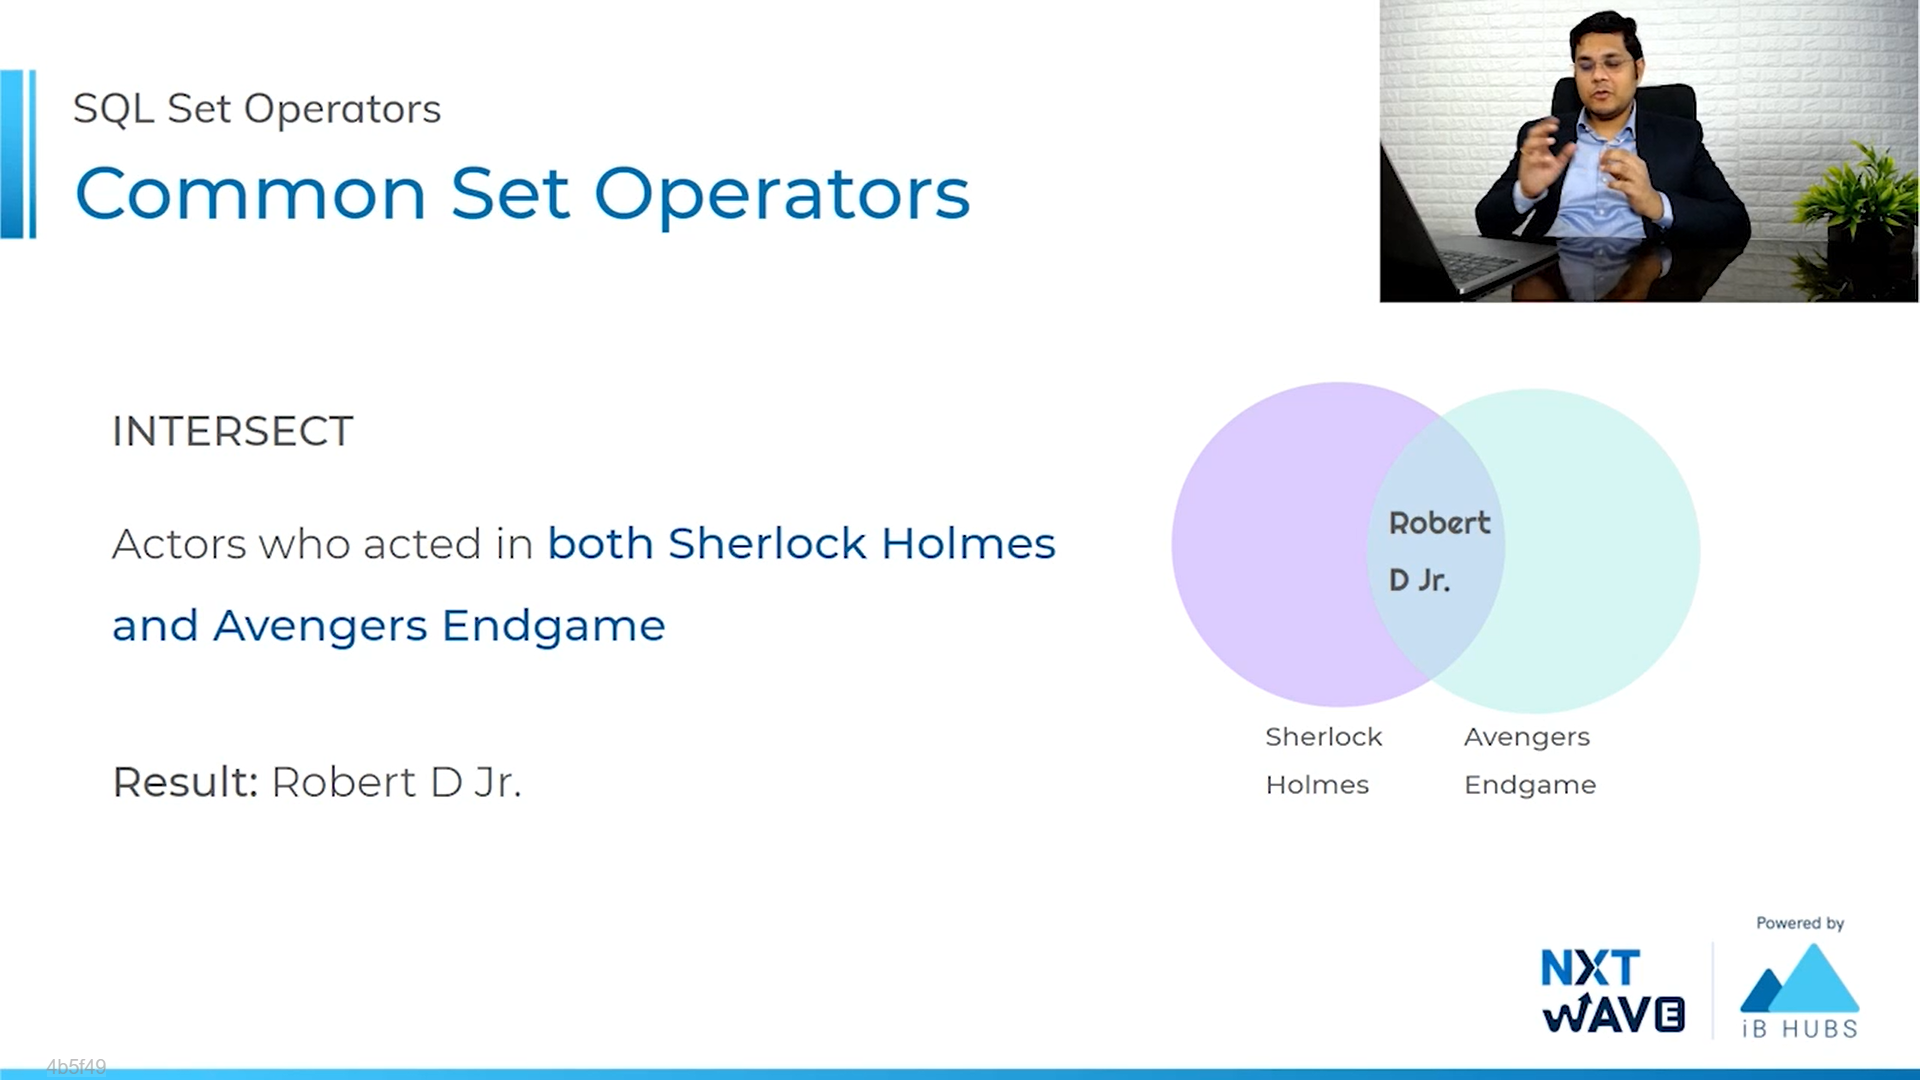 SQL Set Operators
Common Set Operators
INTERSECT
Actors who acted in both Sherlock Holmes
and Avengers Endgame
Result: Robert D Jr.
Robert
D Jr.
Sherlock
Holmes
Avengers
Endgame
Powered by
NXT
WAVE
iB HUBS
4b5f49